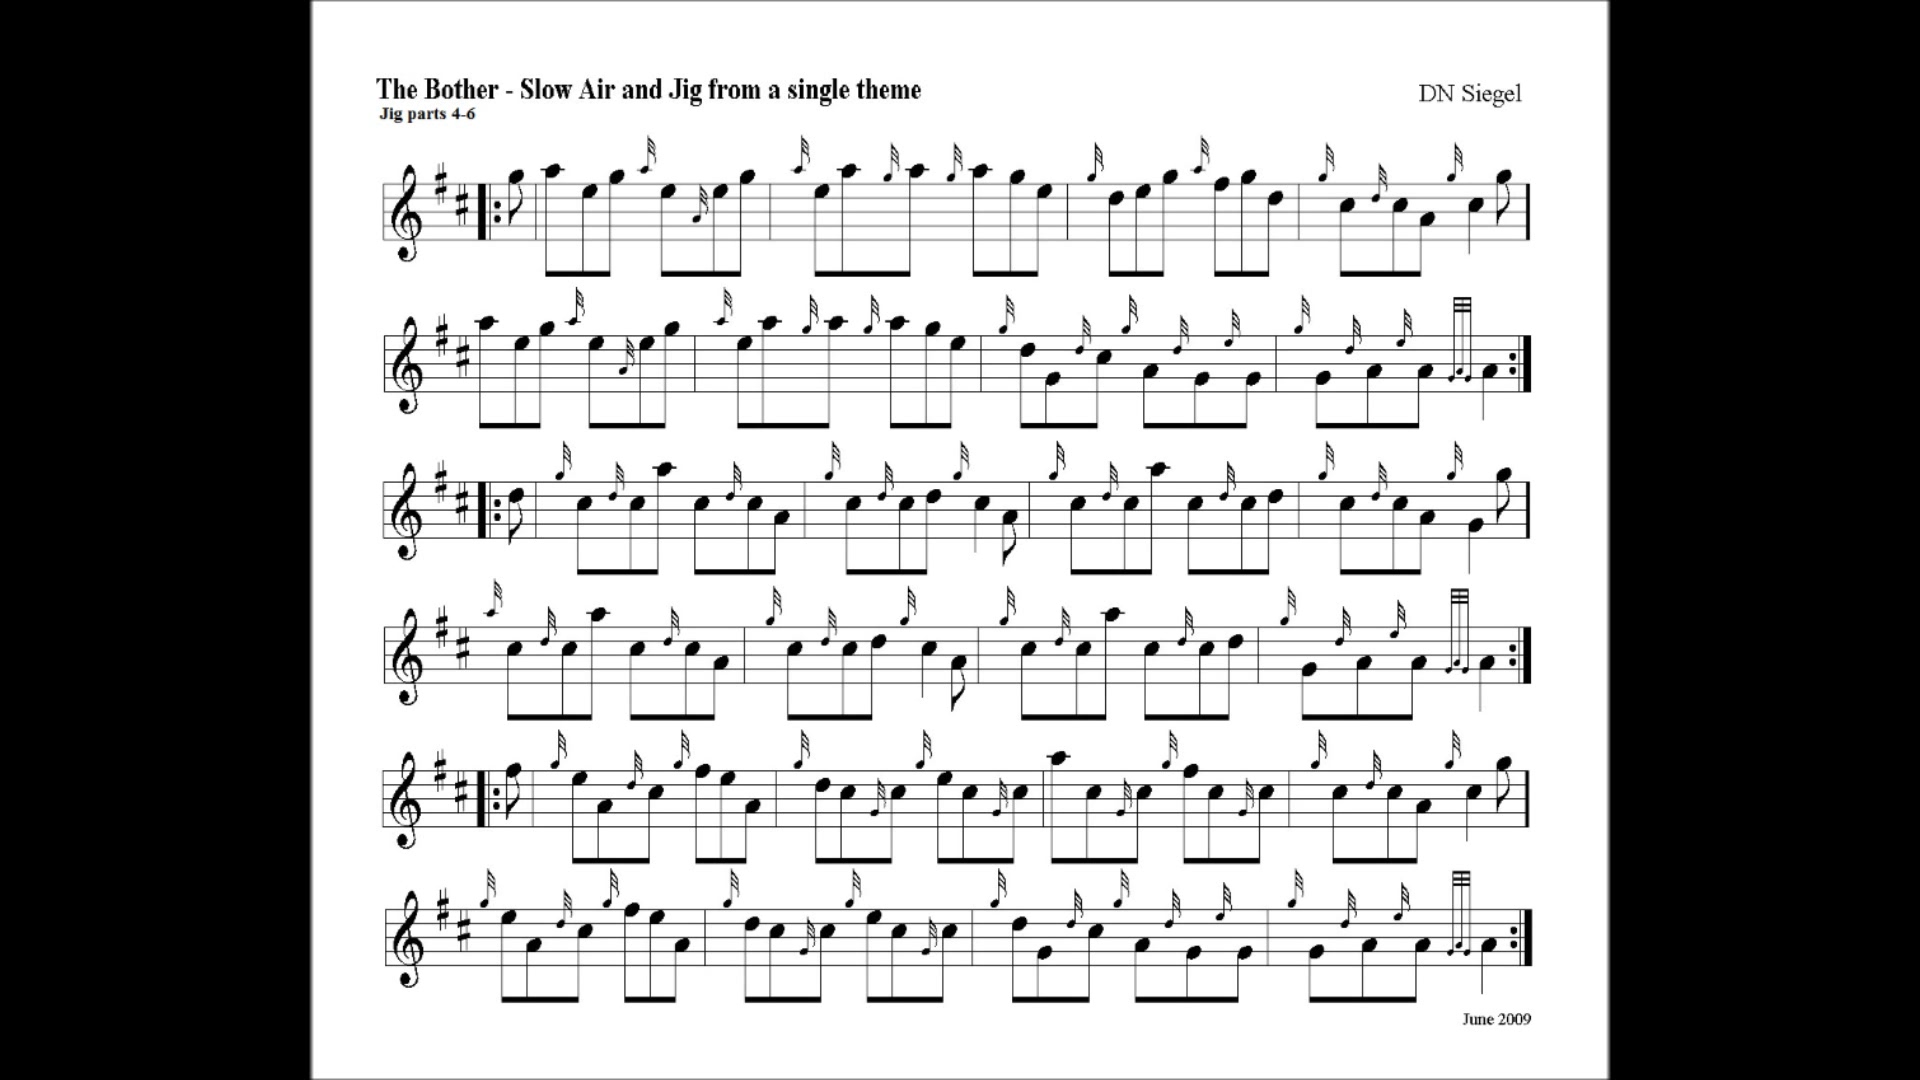 The Bother - Slow Air and Jig from a single theme
DN Siegel
Jig parts 4-6
June 2009